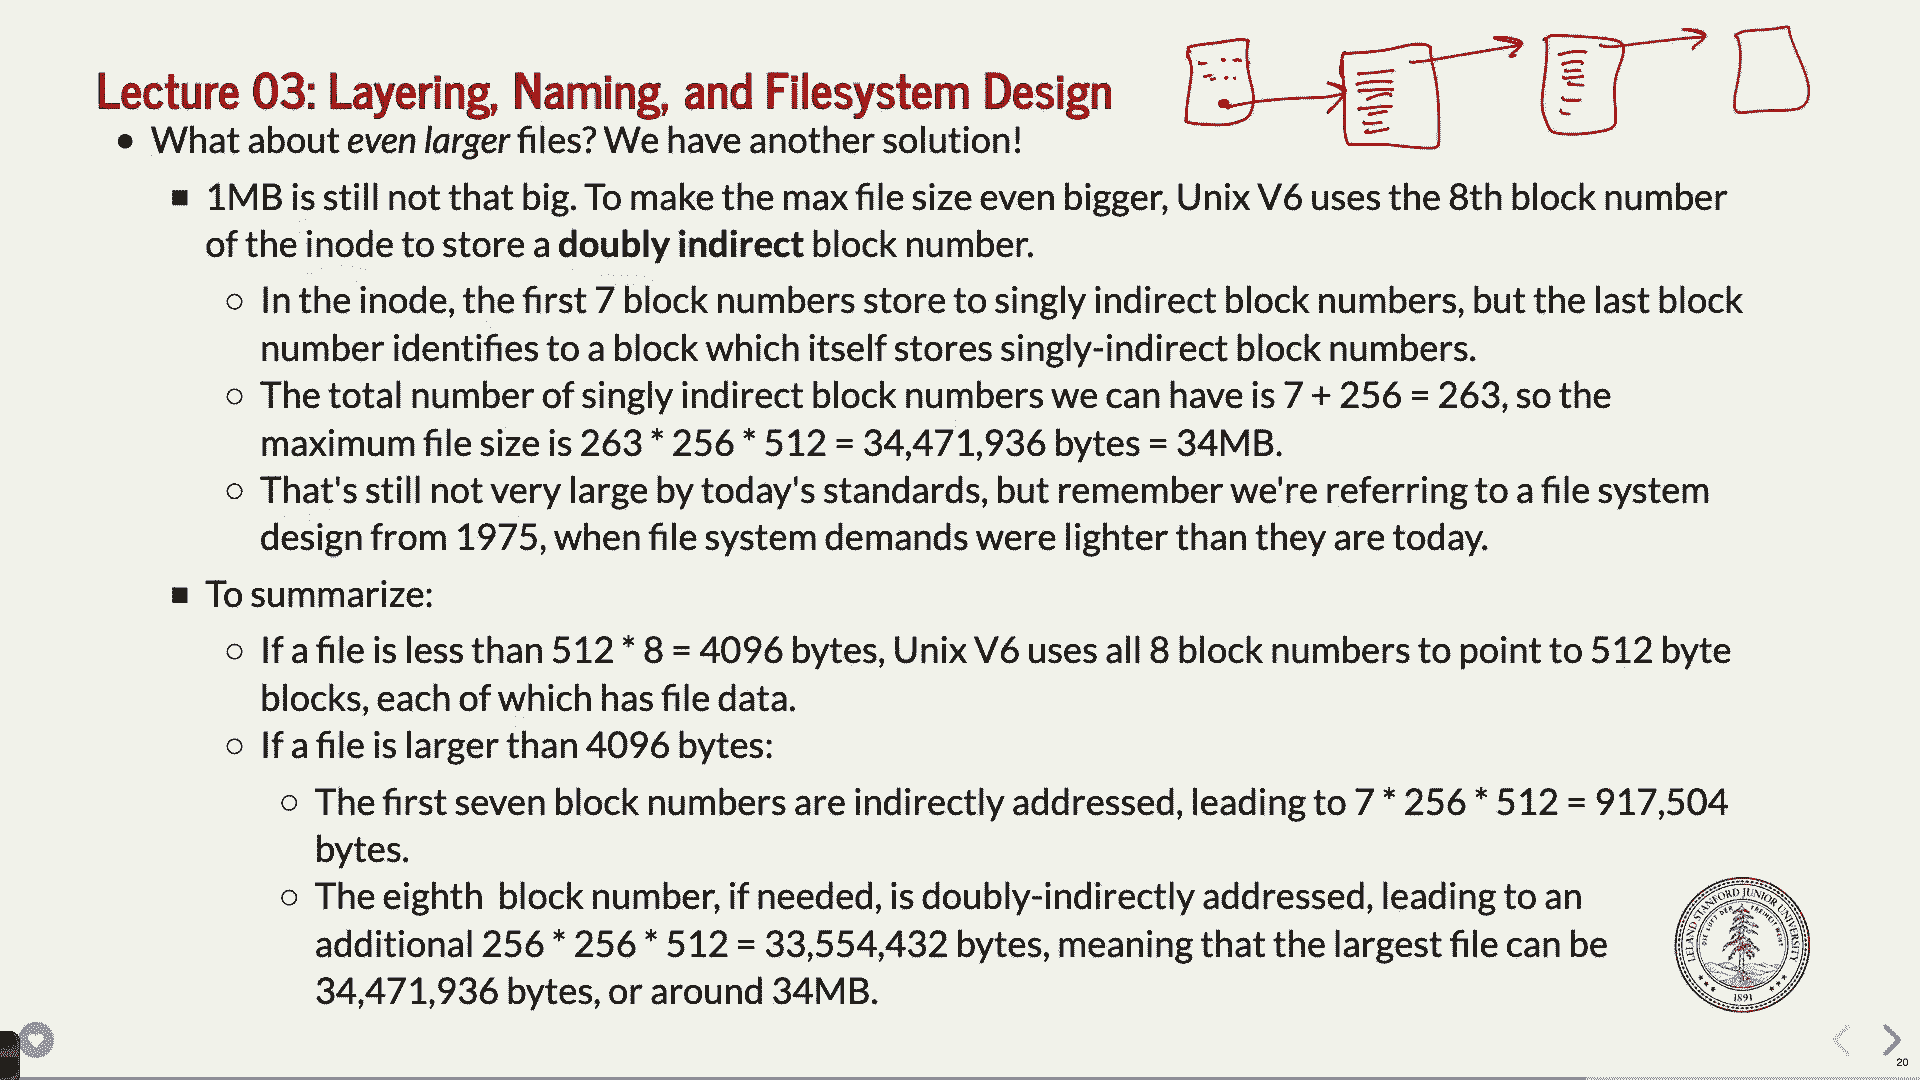 Lecture 03: Layering, Naming, and Filesystem Design
• What about even larger files? We have another solution!
■ 1MB is still not that big. To make the max file size even bigger, Unix V6 uses the 8th block number
of the inode to store a doubly indirect block number.
○ In the inode, the first 7 block numbers store to singly indirect block numbers, but the last block
number identifies to a block which itself stores singly-indirect block numbers.
○ The total number of singly indirect block numbers we can have is 7 + 256 = 263, so the
maximum file size is 263 * 256 * 512 = 34,471,936 bytes = 34MB.
○ That's still not very large by today's standards, but remember we're referring to a file system
design from 1975, when file system demands were lighter than they are today.
■ To summarize:
○ If a file is less than 512 * 8 = 4096 bytes, Unix V6 uses all 8 block numbers to point to 512 byte
blocks, each of which has file data.
○ If a file is larger than 4096 bytes:
○ The first seven block numbers are indirectly addressed, leading to 7 * 256 * 512 = 917,504
bytes.
○ The eighth  block number, if needed, is doubly-indirectly addressed, leading to an
additional 256 * 256 * 512 = 33,554,432 bytes, meaning that the largest file can be
34,471,936 bytes, or around 34MB.
LELAND STANFORD JUNIOR UNIVERSITY
DIE LUFT DER FREIHEIT WEHT
1891
20